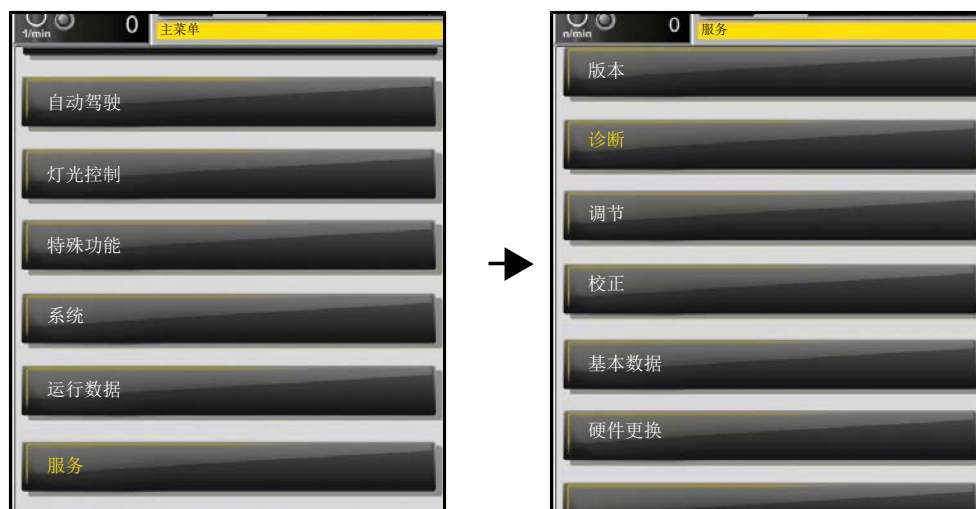 1/min 0 主菜单
自动驾驶
灯光控制
特殊功能
系统
运行数据
服务
n/min 0 服务
版本
诊断
调节
校正
基本数据
硬件更换